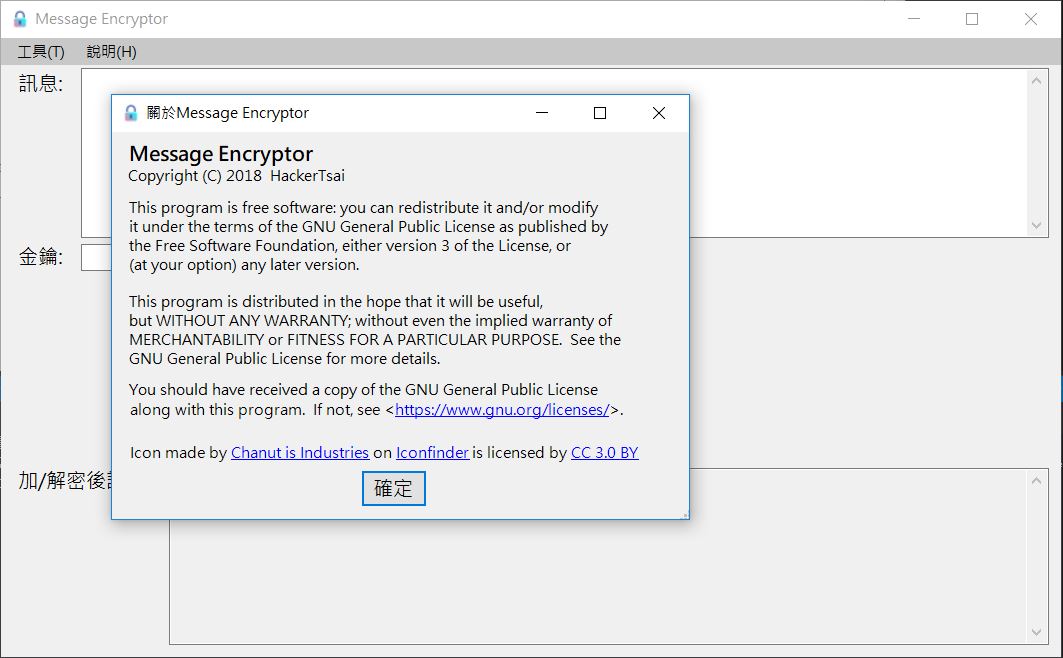 Message Encryptor
工具(T) 說明(H)
訊息:
關於Message Encryptor
Message Encryptor
Copyright (C) 2018  HackerTsai
This program is free software: you can redistribute it and/or modify
it under the terms of the GNU General Public License as published by
the Free Software Foundation, either version 3 of the License, or
(at your option) any later version.
金鑰:
This program is distributed in the hope that it will be useful,
but WITHOUT ANY WARRANTY; without even the implied warranty of
MERCHANTABILITY or FITNESS FOR A PARTICULAR PURPOSE.  See the
GNU General Public License for more details.
You should have received a copy of the GNU General Public License
along with this program.  If not, see <https://www.gnu.org/licenses/>.
Icon made by Chanut is Industries on Iconfinder is licensed by CC 3.0 BY
加/解密後
確定